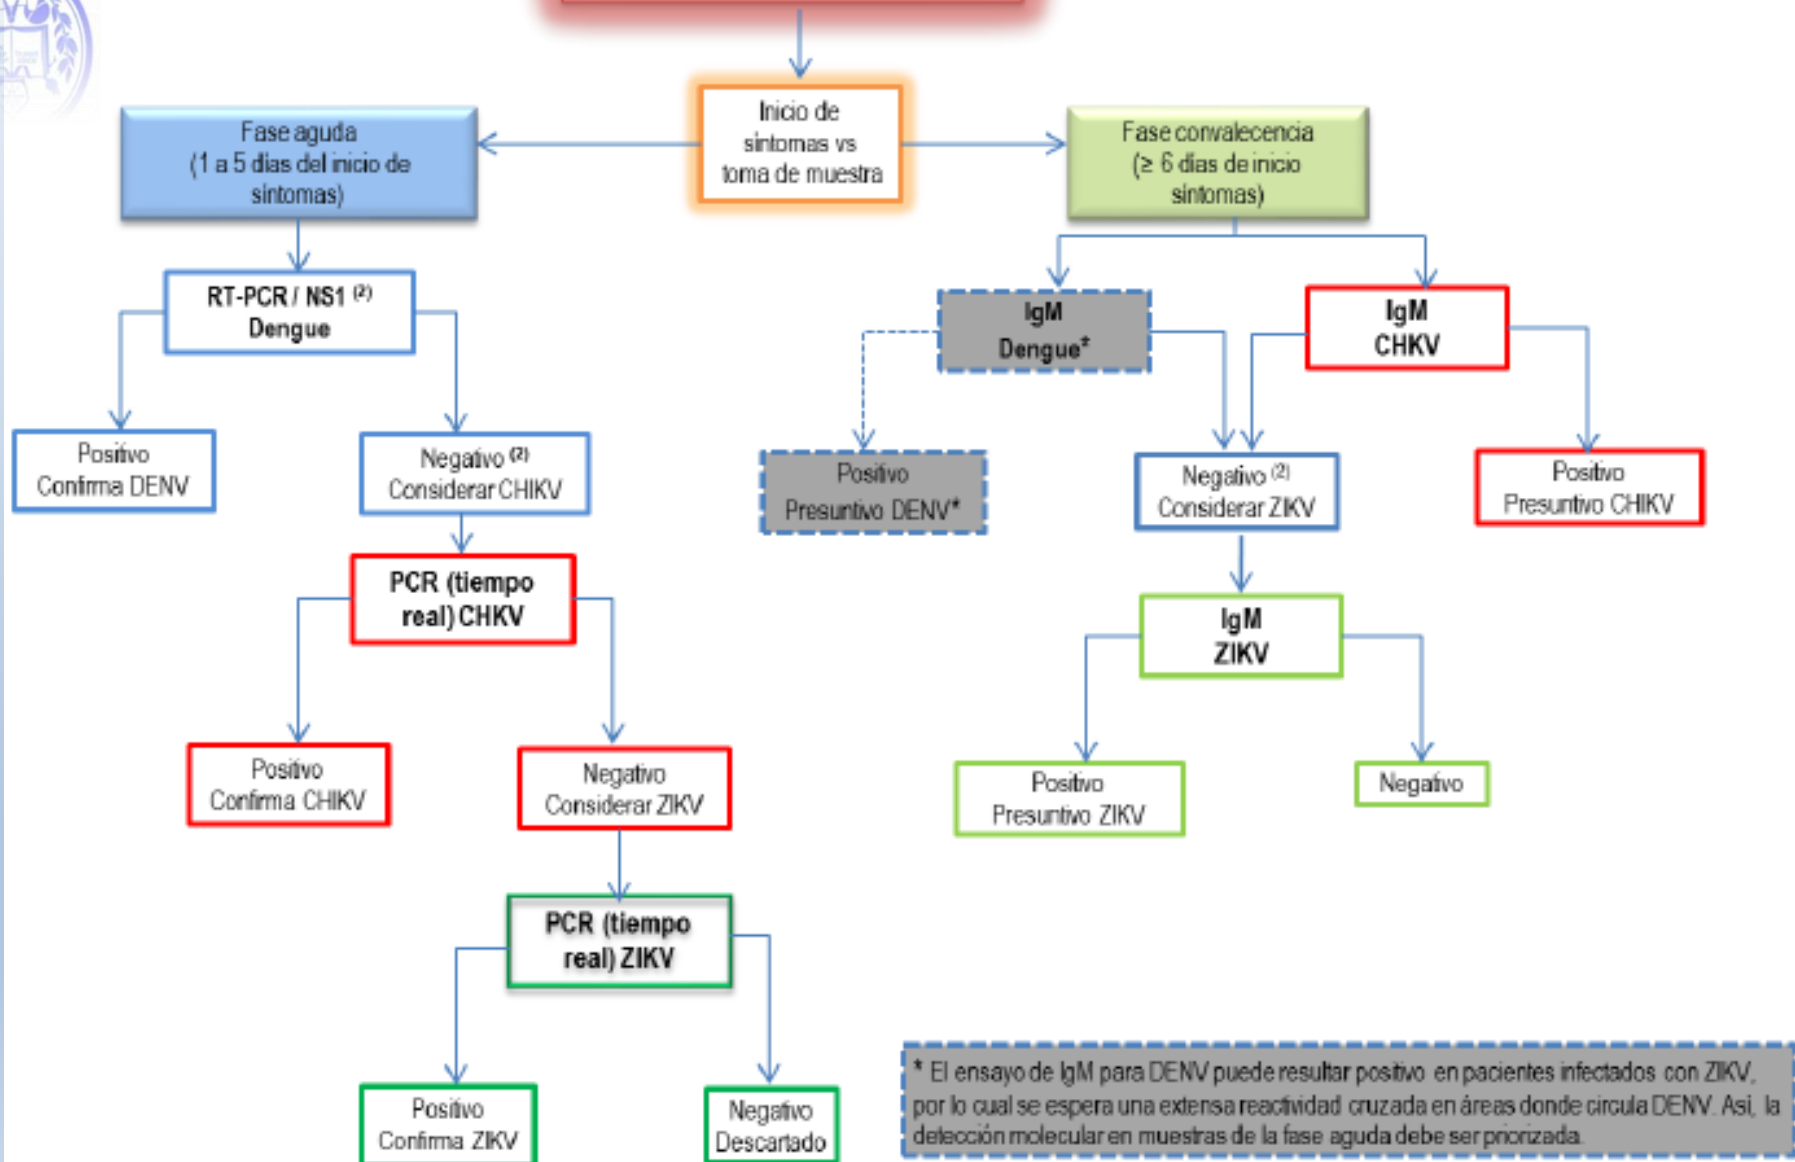 Inicio de
síntomas vs
toma de muestra
Fase aguda
(1 a 5 días del inicio de
síntomas)
Fase convalecencia
(≥ 6 días de inicio
síntomas)
RT-PCR / NS1 (2)
Dengue
IgM
Dengue*
IgM
CHKV
Positivo
Confirma DENV
Negativo (2)
Considerar CHIKV
Positivo
Presuntivo DENV*
Negativo (2)
Considerar ZIKV
Positivo
Presuntivo CHIKV
PCR (tiempo
real) CHKV
IgM
ZIKV
Positivo
Confirma CHIKV
Negativo
Considerar ZIKV
Positivo
Presuntivo ZIKV
Negativo
PCR (tiempo
real) ZIKV
Positivo
Confirma ZIKV
Negativo
Descartado
* El ensayo de IgM para DENV puede resultar positivo en pacientes infectados con ZIKV,
por lo cual se espera una extensa reactividad cruzada en áreas donde circula DENV. Así, la
detección molecular en muestras de la fase aguda debe ser priorizada.